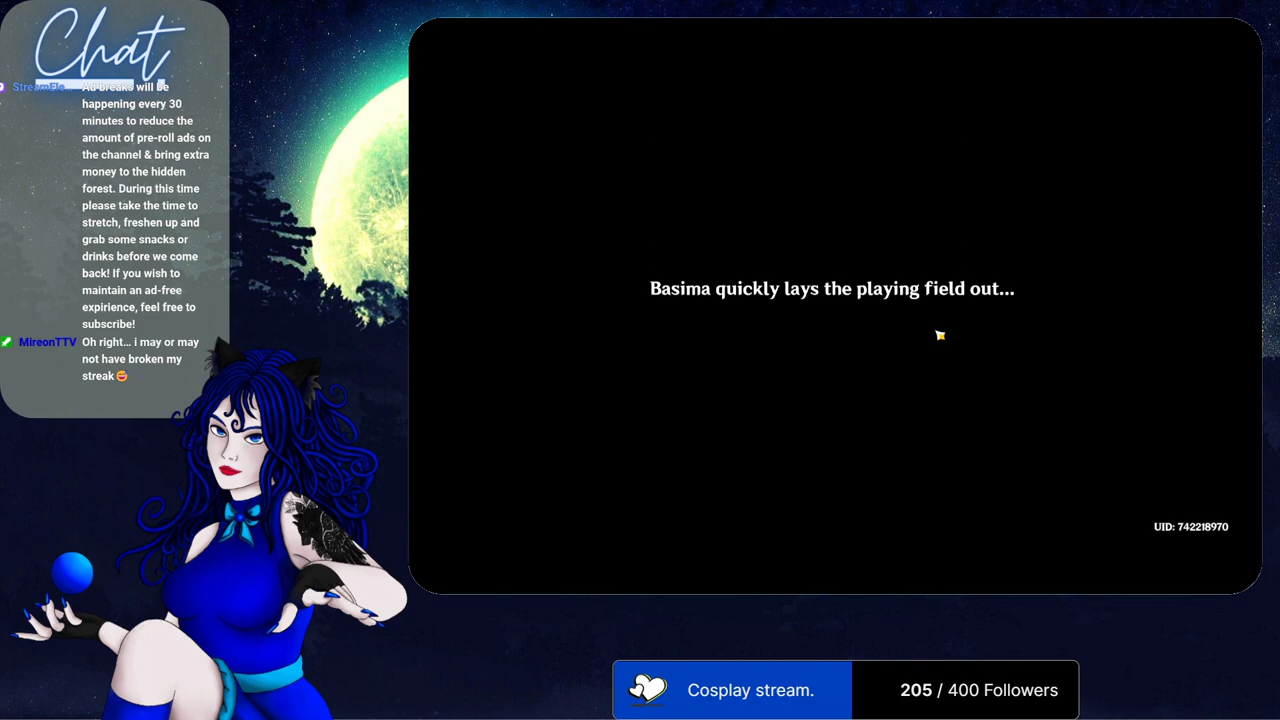 Chat
StreamEle... Ad breaks will be
happening every 30
minutes to reduce the
amount of pre-roll ads on
the channel & bring extra
money to the hidden
forest. During this time
please take the time to
stretch, freshen up and
grab some snacks or
drinks before we come
back! If you wish to
maintain an ad-free
expirience, feel free to
subscribe!
MireonTTV Oh right... i may or may
not have broken my
streak
Basima quickly lays the playing field out...
UID: 742218970
Cosplay stream.
205 / 400 Followers